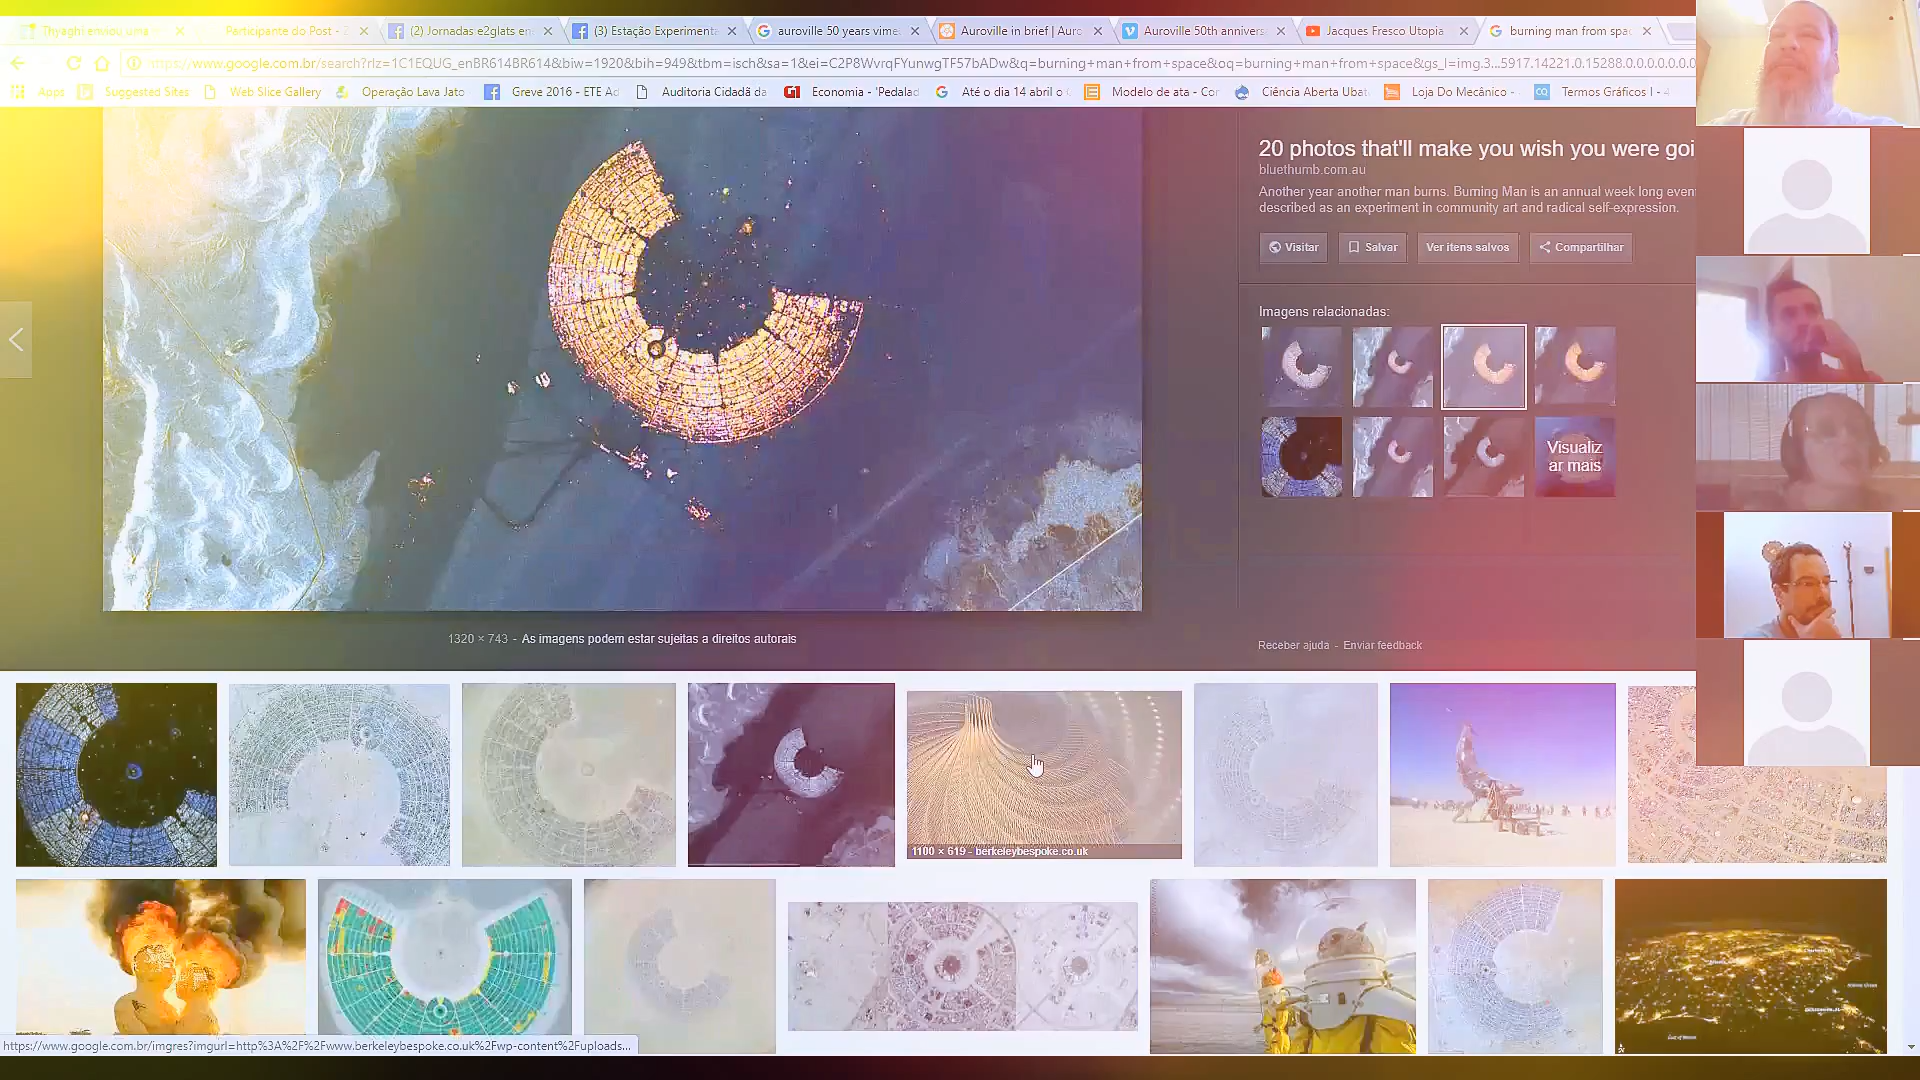 Thyaghi enviou uma
Participante do Post -
(2) Jornadas e2glats en
(3) Estação Experimenta
auroville 50 years vime
Auroville in brief | Auro
Auroville 50th annivers
Jacques Fresco Utopia
burning man from spac
https://www.google.com.br/search?rlz=1C1EQUG_enBR614BR614&biw=1920&bih=949&tbm=isch&sa=1&ei=C2P8WvrqFYunwgTF57bADw&q=burning+man+from+space&oq=burning+man+from+space&gs_l=img.3...5917.14221.0.15288.0.0.0.0.0.0.0
Apps
Suggested Sites
Web Slice Gallery
Operação Lava Jato
Greve 2016 - ETE Ad
Auditoria Cidadã da
G1
Economia - 'Pedalad
Até o dia 14 abril o
Modelo de ata - Cor
Ciência Aberta Ubat
Loja Do Mecânico -
CQ
Termos Gráficos I - 4
20 photos that'll make you wish you were goi
bluethumb.com.au
Another year another man burns. Burning Man is an annual week long even
described as an experiment in community art and radical self-expression.
Visitar
Salvar
Ver itens salvos
Compartilhar
Imagens relacionadas:
Visualiz
ar mais
1320 × 743 - As imagens podem estar sujeitas a direitos autorais
Receber ajuda - Enviar feedback
1100 × 619 - berkeleybespoke.co.uk
https://www.google.com.br/imgres?imgurl=http%3A%2F%2Fwww.berkeleybespoke.co.uk%2Fwp-content%2Fuploads...